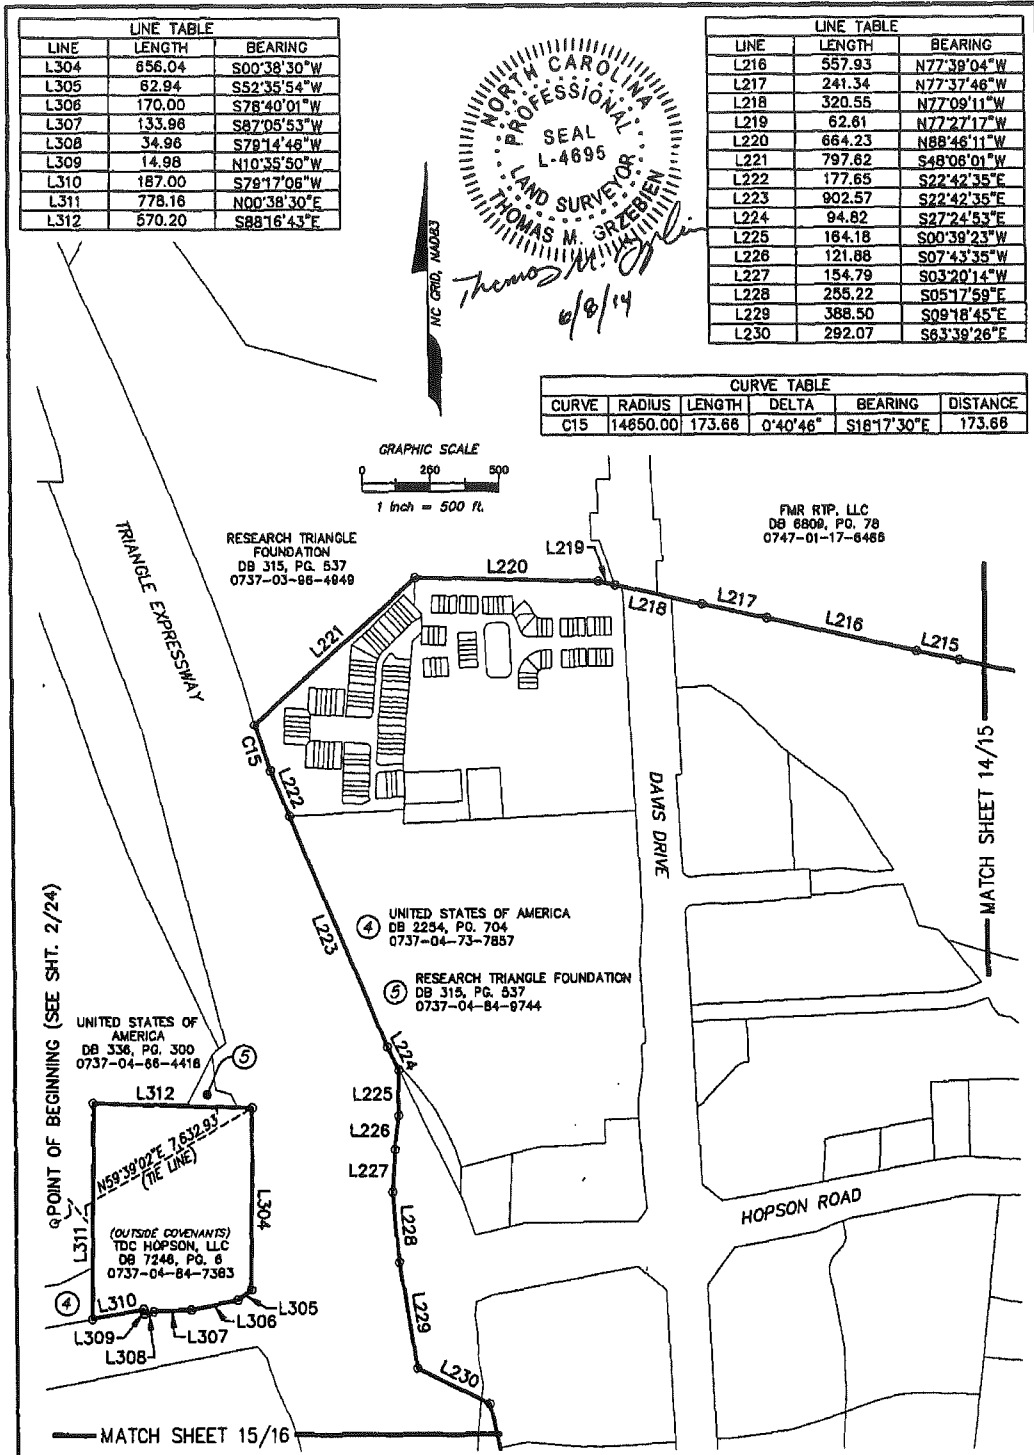 LINE TABLE
LINE LENGTH BEARING
L304 656.04 S00°38'30"W
L305 62.94 S52°35'54"W
L306 170.00 S78°40'01"W
L307 133.96 S87°05'53"W
L308 34.96 S79°14'46"W
L309 14.98 N10°35'50"W
L310 187.00 S79°17'06"W
L311 778.16 N00°38'30"E
L312 570.20 S88°16'43"E
NORTH CAROLINA
PROFESSIONAL
SEAL
L-4695
LAND SURVEYOR
THOMAS M. GRZEBIEN
6/8/14
NC GRID, NAD83
LINE TABLE
LINE LENGTH BEARING
L216 557.93 N77°39'04"W
L217 241.34 N77°37'46"W
L218 320.55 N77°09'11"W
L219 62.61 N77°27'17"W
L220 664.23 N88°46'11"W
L221 797.62 S48°06'01"W
L222 177.65 S22°42'35"E
L223 902.57 S22°42'35"E
L224 94.82 S27°24'53"E
L225 164.18 S00°39'23"W
L226 121.88 S07°43'35"W
L227 154.79 S03°20'14"W
L228 255.22 S05°17'59"E
L229 388.50 S09°18'45"E
L230 292.07 S63°39'26"E
CURVE TABLE
CURVE RADIUS LENGTH DELTA BEARING DISTANCE
C15 14650.00 173.66 0°40'46" S18°17'30"E 173.66
GRAPHIC SCALE
0 250 500
1 inch = 500 ft.
TRIANGLE EXPRESSWAY
RESEARCH TRIANGLE
FOUNDATION
DB 315, PG. 537
0737-03-96-4949
FMR RTP, LLC
DB 6809, PG. 78
0747-01-17-6466
L219
L220
L218
L217
L216
L215
L221
C15
L222
DAVIS DRIVE
MATCH SHEET 14/15
L223
4 UNITED STATES OF AMERICA
DB 2254, PG. 704
0737-04-73-7857
5 RESEARCH TRIANGLE FOUNDATION
DB 315, PG. 537
0737-04-84-9744
POINT OF BEGINNING (SEE SHT. 2/24)
UNITED STATES OF
AMERICA
DB 336, PG. 300
0737-04-66-4416
5
L224
L312
L225
N59°39'02"E 7,632.93'
(TIE LINE)
L226
L227
L304
HOPSON ROAD
L311
(OUTSIDE COVENANTS)
TDC HOPSON, LLC
DB 7246, PG. 6
0737-04-84-7383
L228
4
L310
L305
L306
L309
L307
L308
L229
L230
MATCH SHEET 15/16